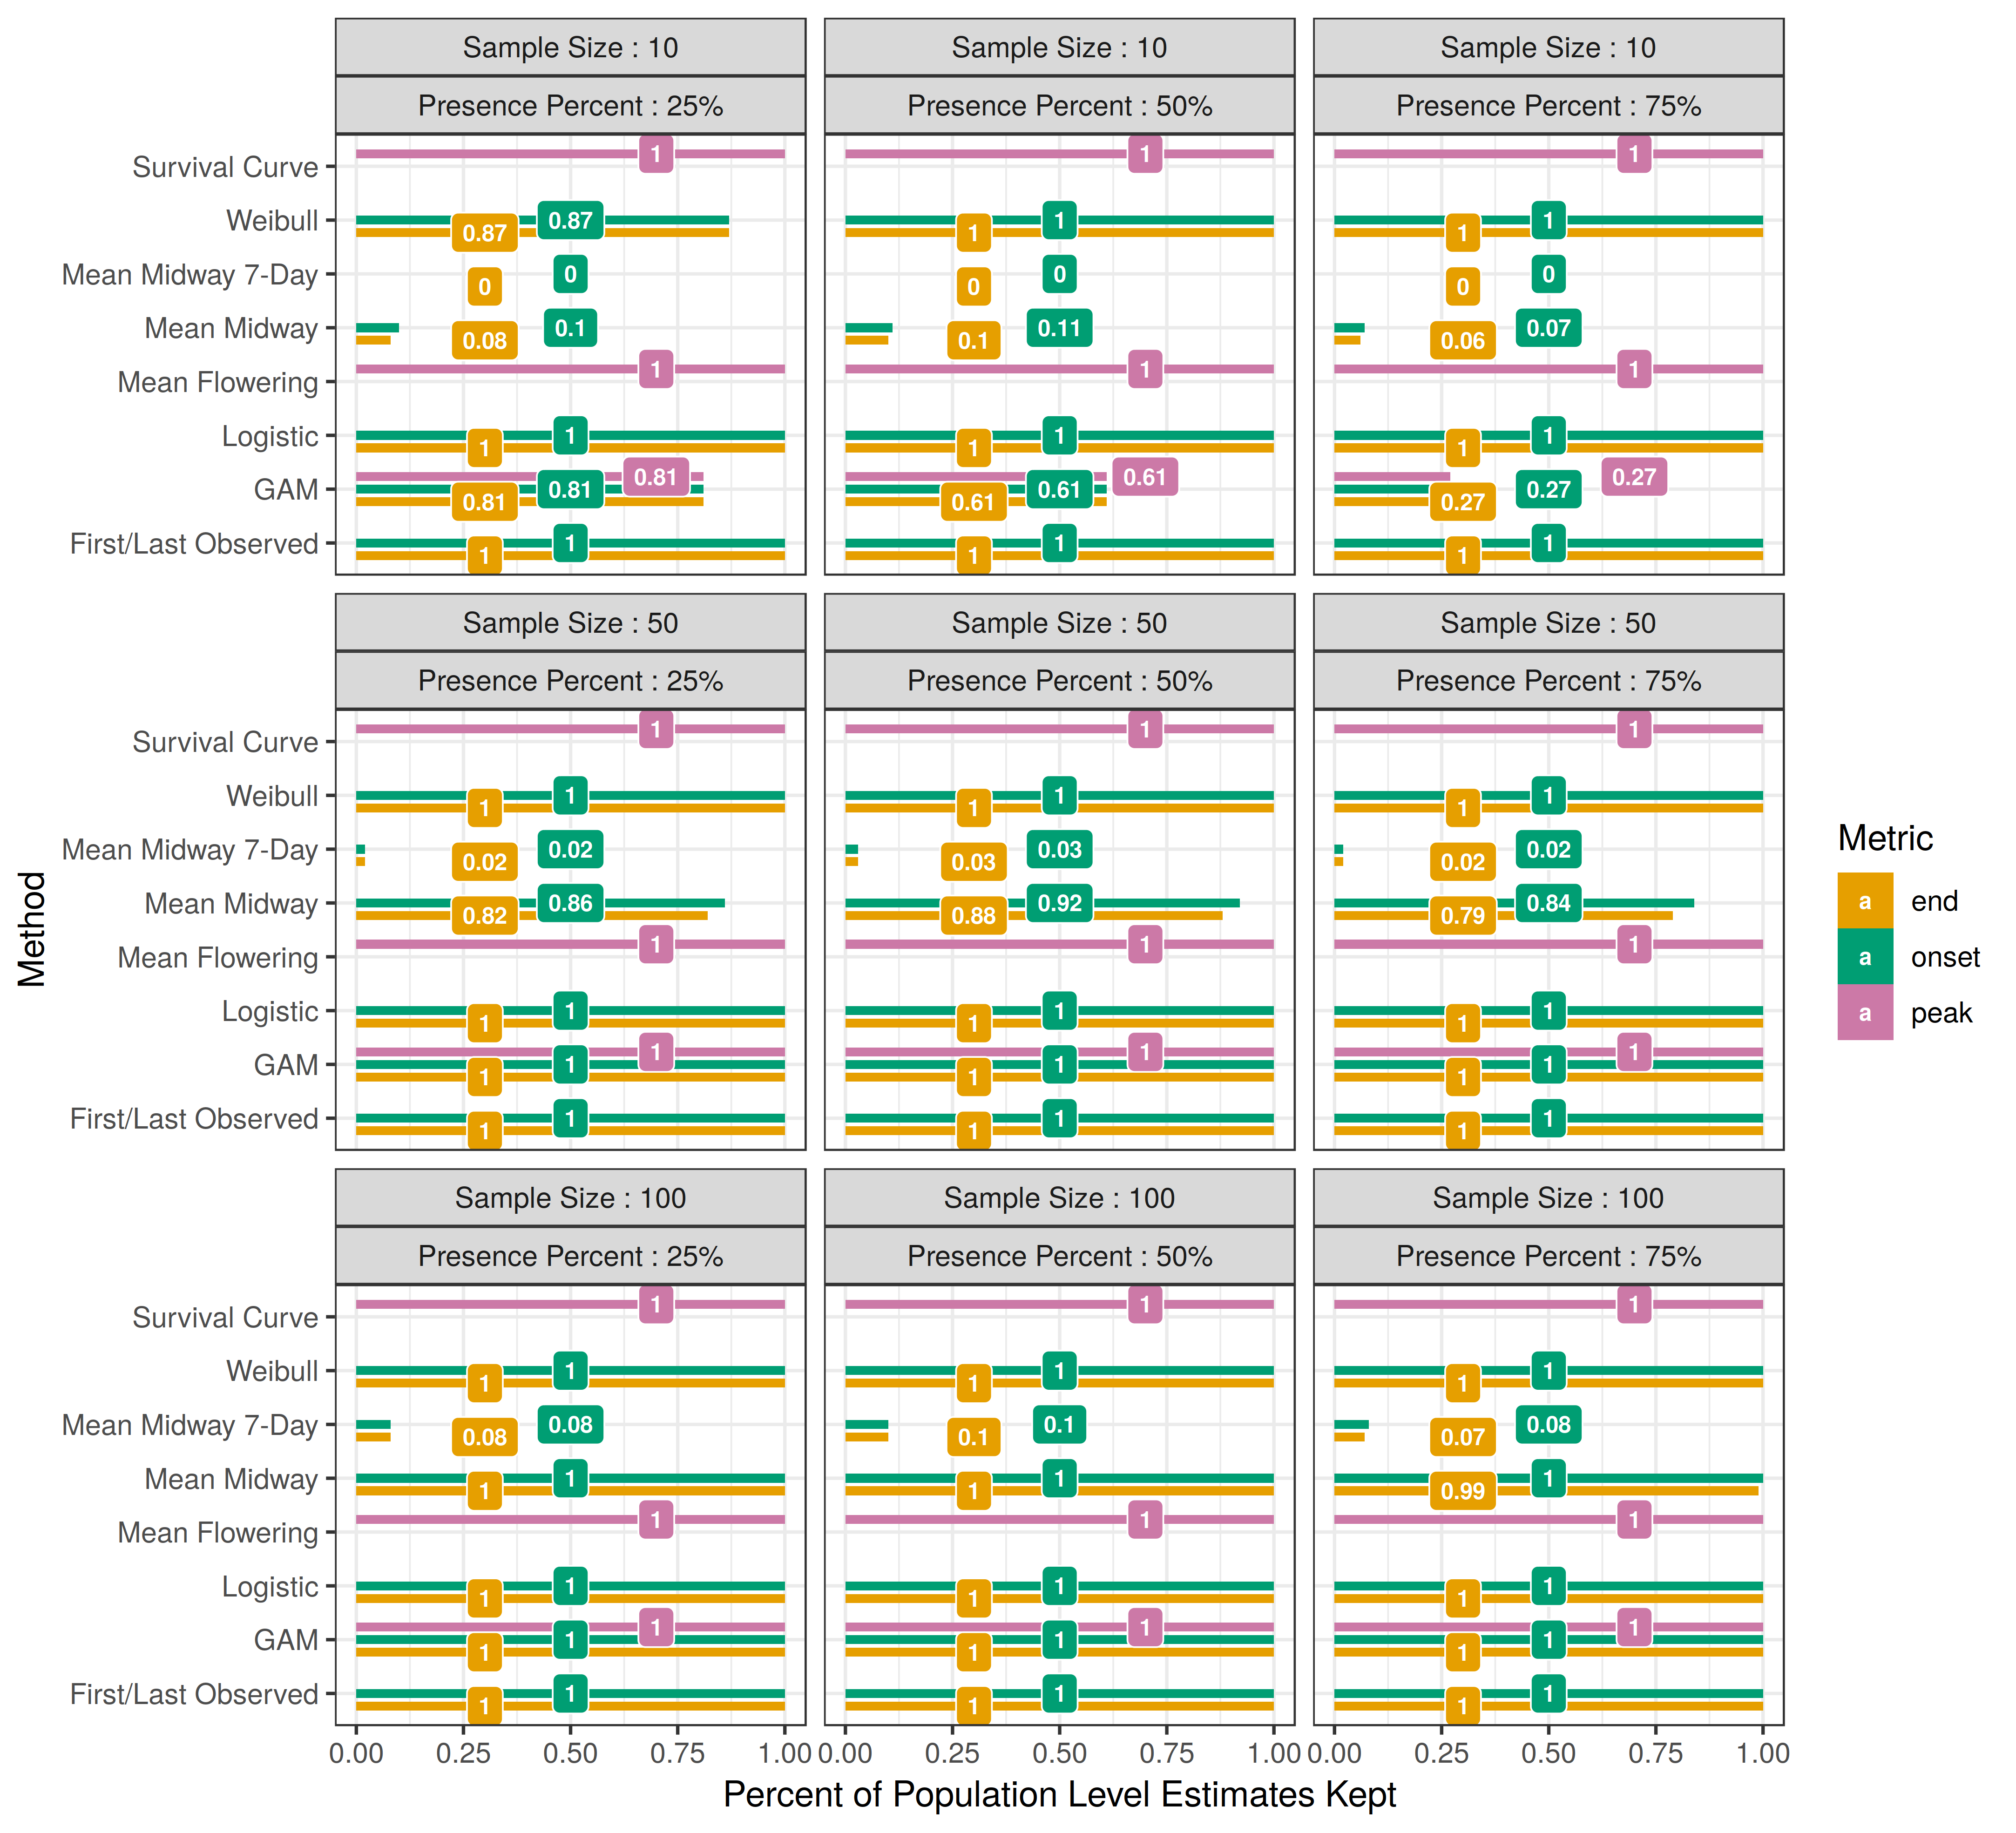 Sample Size : 10
Sample Size : 10
Sample Size : 10
Presence Percent : 25%
Presence Percent : 50%
Presence Percent : 75%
Survival Curve 1 1 1
Weibull 0.87 0.87 1 1 1 1
Mean Midway 7-Day 0 0 0 0 0 0
Mean Midway 0.08 0.1 0.1 0.11 0.06 0.07
Mean Flowering 1 1 1
Logistic 1 1 1 1 1 1
GAM 0.81 0.81 0.81 0.61 0.61 0.61 0.27 0.27 0.27
First/Last Observed 1 1 1 1 1 1
Sample Size : 50
Sample Size : 50
Sample Size : 50
Presence Percent : 25%
Presence Percent : 50%
Presence Percent : 75%
Survival Curve 1 1 1
Weibull 1 1 1 1 1 1
Mean Midway 7-Day 0.02 0.02 0.03 0.03 0.02 0.02
Mean Midway 0.82 0.86 0.88 0.92 0.79 0.84
Mean Flowering 1 1 1
Logistic 1 1 1 1 1 1
GAM 1 1 1 1 1 1 1 1 1
First/Last Observed 1 1 1 1 1 1
Sample Size : 100
Sample Size : 100
Sample Size : 100
Presence Percent : 25%
Presence Percent : 50%
Presence Percent : 75%
Survival Curve 1 1 1
Weibull 1 1 1 1 1 1
Mean Midway 7-Day 0.08 0.08 0.1 0.1 0.07 0.08
Mean Midway 1 1 1 1 0.99 1
Mean Flowering 1 1 1
Logistic 1 1 1 1 1 1
GAM 1 1 1 1 1 1 1 1 1
First/Last Observed 1 1 1 1 1 1
0.00 0.25 0.50 0.75 1.00 0.00 0.25 0.50 0.75 1.00 0.00 0.25 0.50 0.75 1.00
Percent of Population Level Estimates Kept
Method
Metric
a end
a onset
a peak